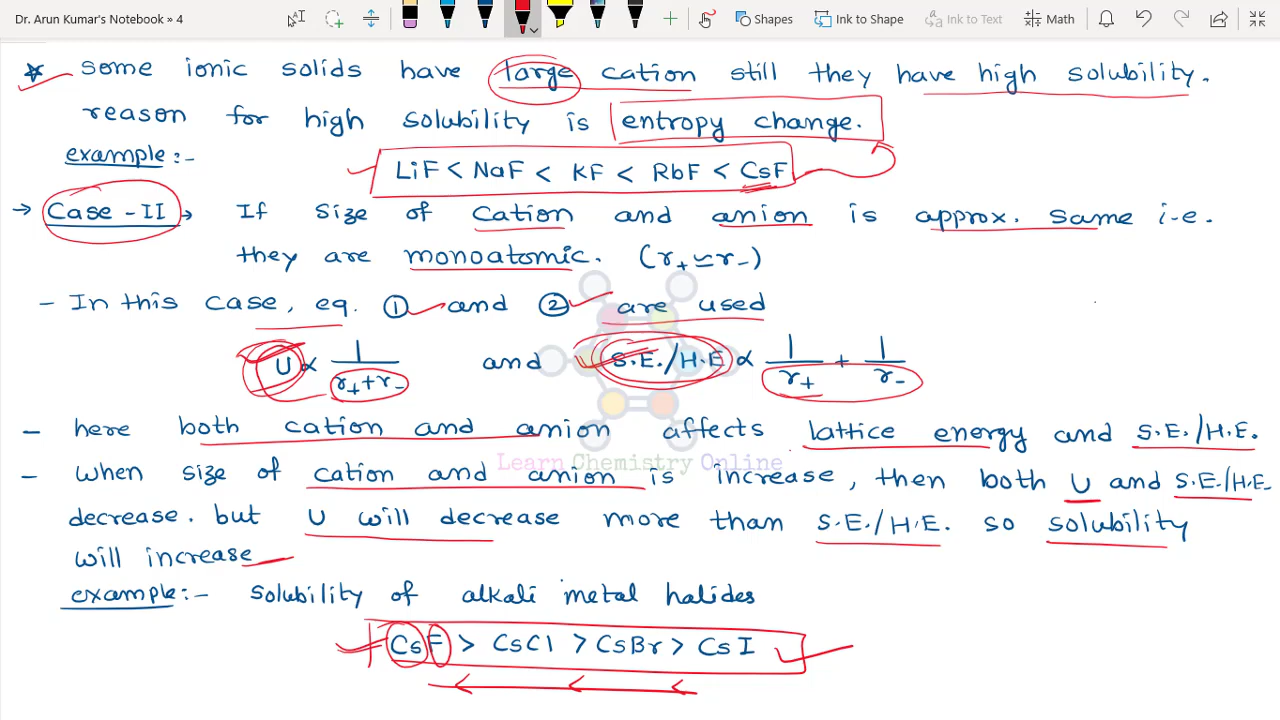 Dr. Arun Kumar's Notebook » 4
Shapes Ink to Shape Ink to Text Math
* some ionic solids have large cation still they have high solubility.
reason for high solubility is entropy change.
example:-
LiF < NaF < KF < RbF < CsF
→ Case-II → If size of cation and anion is approx. same i.e.
they are monoatomic. (r+ ≃ r-)
- In this case, eq. ① and ② are used
U ∝ 1/(r+ + r-) and S.E./H.E ∝ 1/r+ + 1/r-
- here both cation and anion affects lattice energy and S.E./H.E.
Learn Chemistry Online
- when size of cation and anion is increase, then both U and S.E./H.E.
decrease. but U will decrease more than S.E./H.E. so solubility
will increase
example:- solubility of alkali metal halides
CsF > CsCl > CsBr > CsI